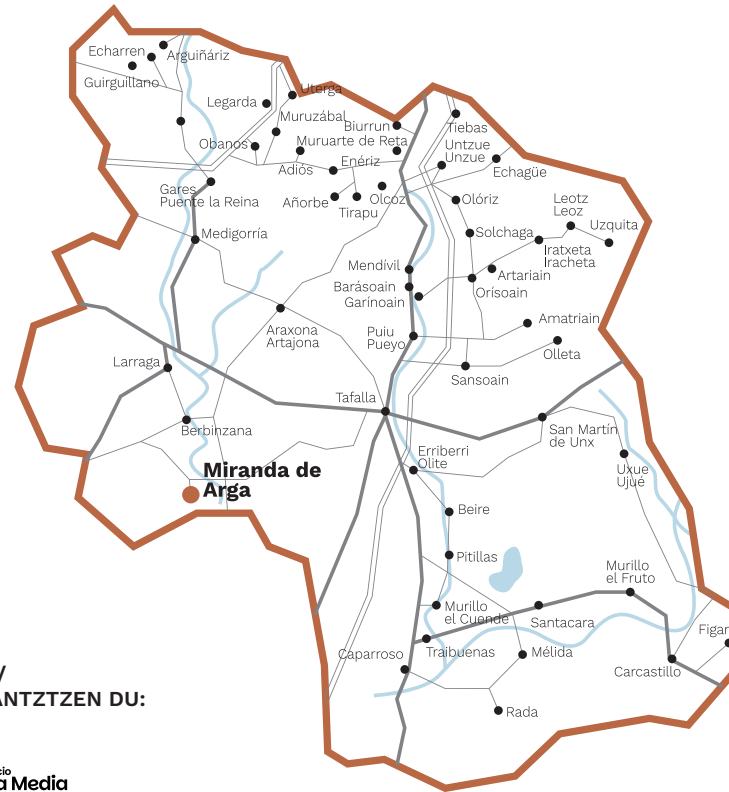 Echarren
Arguiñáriz
Guirguillano
Uterga
Legarda
Muruzábal
Biurrun
Tiebas
Obanos
Muruarte de Reta
Untzue
Unzue
Adiós
Enériz
Echagüe
Gares
Puente la Reina
Añorbe
Tirapu
Olcoz
Olóriz
Leotz
Leoz
Uzquita
Medigorría
Solchaga
Iratxeta
Iracheta
Mendívil
Artariain
Barásoain
Garínoain
Orísoain
Araxona
Artajona
Puiu
Pueyo
Amatriain
Olleta
Larraga
Sansoain
Tafalla
Berbinzana
San Martín
de Unx
Erriberri
Olite
Miranda de
Arga
Uxue
Ujué
Beire
Pitillas
Murillo
el Fruto
Murillo
el Cuende
Santacara
Traibuenas
Mélida
Caparroso
Carcastillo
Rada
DU:
Media